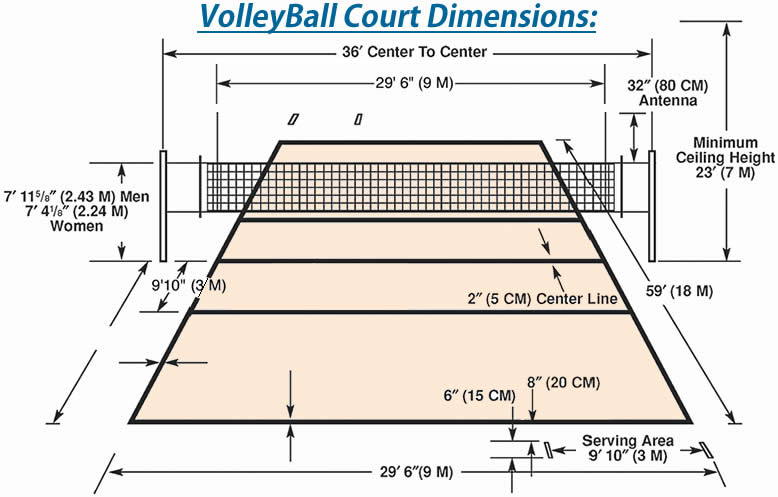 VolleyBall Court Dimensions:
36′ Center To Center
29' 6" (9 M)
32″ (80 CM)
Antenna
Minimum
Ceiling Height
23′ (7 M)
7′ 11⁵/₈″ (2.43 M) Men
7′ 4¹/₈″ (2.24 M)
Women
9'10" (3 M)
2″ (5 CM) Center Line
59′ (18 M)
8″ (20 CM)
6″ (15 CM)
Serving Area
9′ 10″ (3 M)
29′ 6″(9 M)